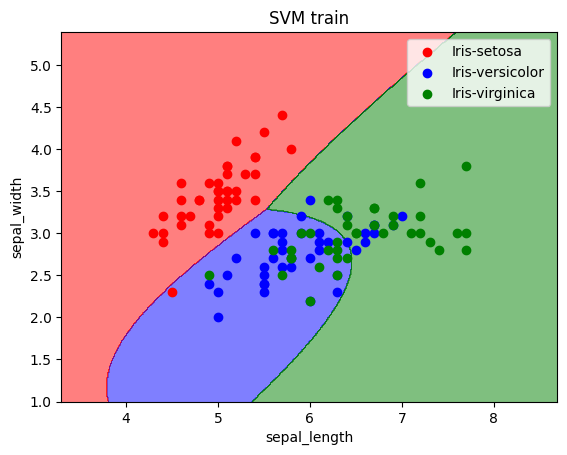 SVM train
Iris-setosa
Iris-versicolor
Iris-virginica
sepal_width
5.0
4.5
4.0
3.5
3.0
2.5
2.0
1.5
1.0
4 5 6 7 8
sepal_length